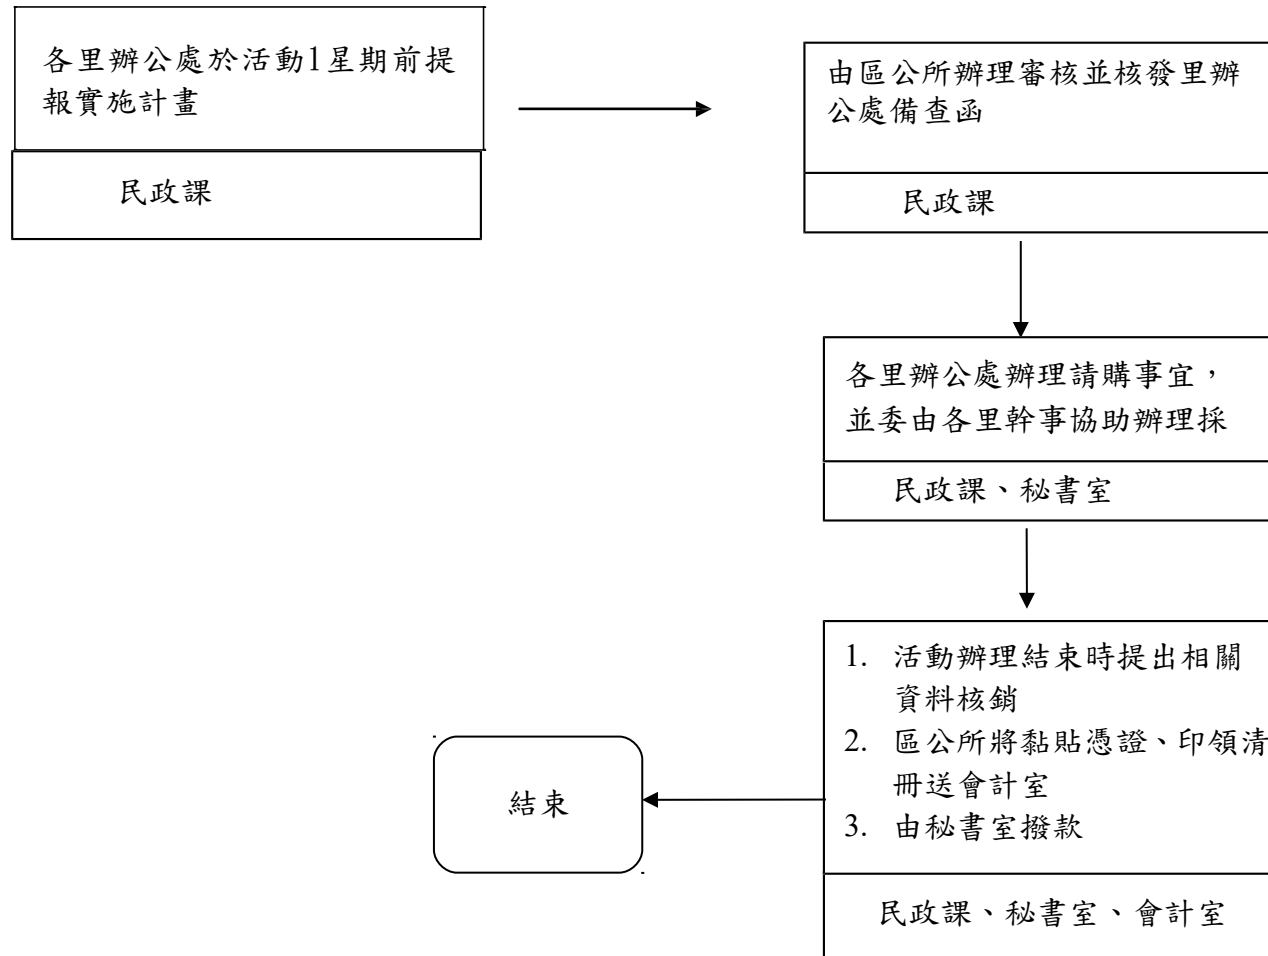 各里辦公處於活動1星期前提
報實施計畫
民政課
由區公所辦理審核並核發里辦
公處備查函
民政課
各里辦公處辦理請購事宜，
並委由各里幹事協助辦理採
民政課、秘書室
1. 活動辦理結束時提出相關
資料核銷
2. 區公所將黏貼憑證、印領清
冊送會計室
3. 由秘書室撥款
民政課、秘書室、會計室
結束